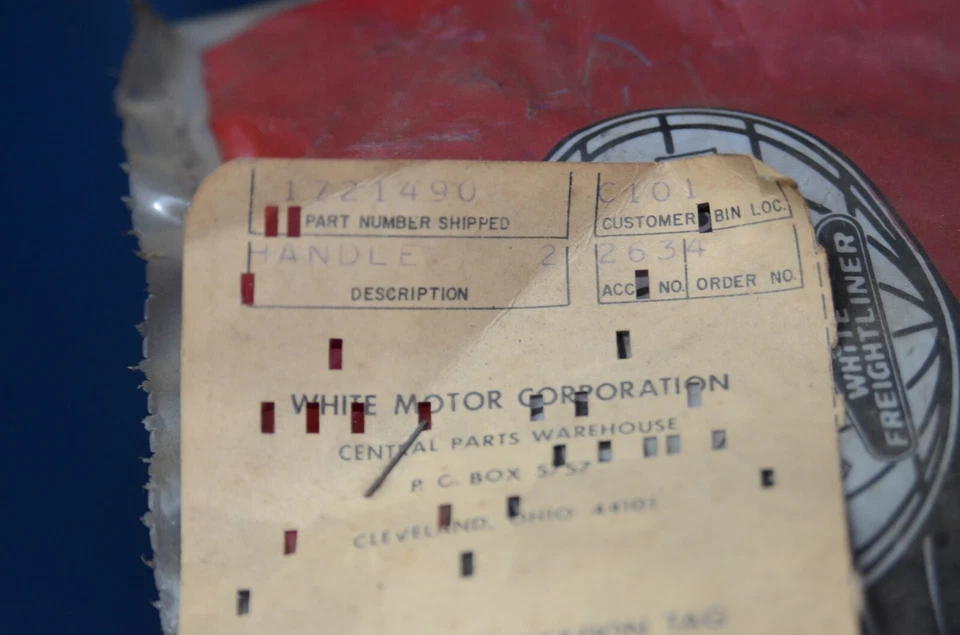 1721490
PART NUMBER SHIPPED
C101
CUSTOMER BIN LOC.
HANDLE 2
DESCRIPTION
2634
ACC NO. ORDER NO.
WHITE MOTOR CORPORATION
CENTRAL PARTS WAREHOUSE
P. O. BOX 5757
CLEVELAND, OHIO 44101
TAG
WHITE
FREIGHTLINER